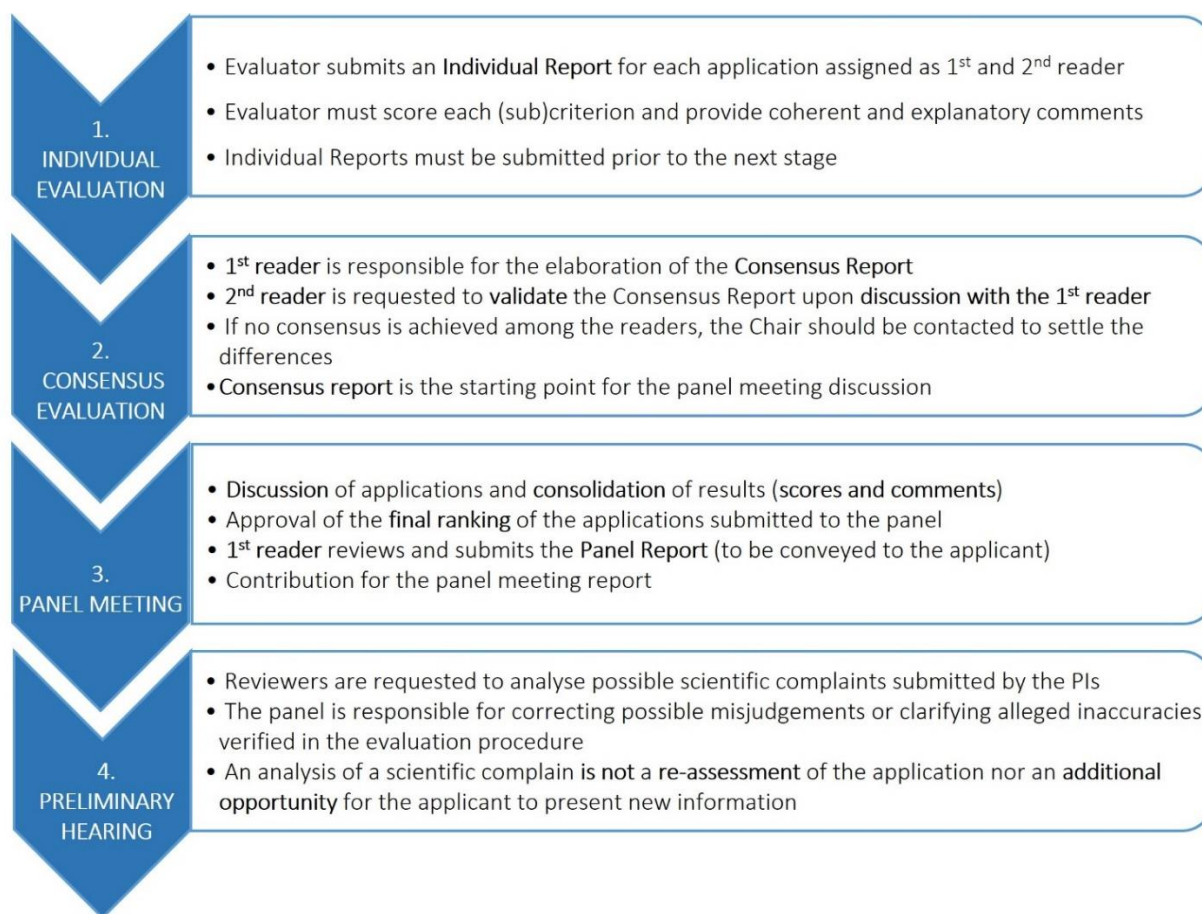 1.
INDIVIDUAL
EVALUATION
• Evaluator submits an Individual Report for each application assigned as 1st and 2nd reader
• Evaluator must score each (sub)criterion and provide coherent and explanatory comments
• Individual Reports must be submitted prior to the next stage
2.
CONSENSUS
EVALUATION
• 1st reader is responsible for the elaboration of the Consensus Report
• 2nd reader is requested to validate the Consensus Report upon discussion with the 1st reader
• If no consensus is achieved among the readers, the Chair should be contacted to settle the
differences
• Consensus report is the starting point for the panel meeting discussion
3.
PANEL MEETING
• Discussion of applications and consolidation of results (scores and comments)
• Approval of the final ranking of the applications submitted to the panel
• 1st reader reviews and submits the Panel Report (to be conveyed to the applicant)
• Contribution for the panel meeting report
4.
PRELIMINARY
HEARING
• Reviewers are requested to analyse possible scientific complaints submitted by the PIs
• The panel is responsible for correcting possible misjudgements or clarifying alleged inaccuracies
verified in the evaluation procedure
• An analysis of a scientific complain is not a re-assessment of the application nor an additional
opportunity for the applicant to present new information